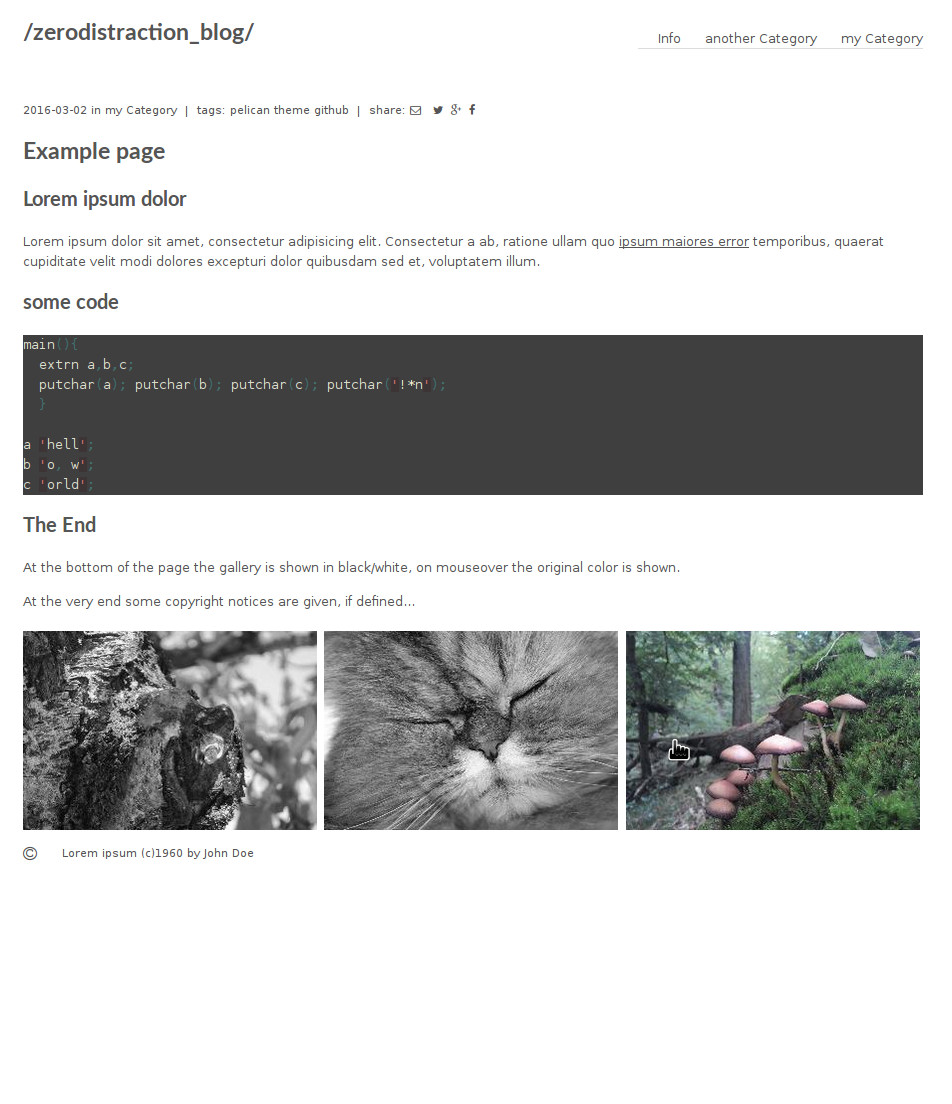 /zerodistraction_blog/
Info another Category my Category
2016-03-02 in my Category | tags: pelican theme github | share:
Example page
Lorem ipsum dolor
Lorem ipsum dolor sit amet, consectetur adipisicing elit. Consectetur a ab, ratione ullam quo ipsum maiores error temporibus, quaerat
cupiditate velit modi dolores excepturi dolor quibusdam sed et, voluptatem illum.
some code
main(){
  extrn a,b,c;
  putchar(a); putchar(b); putchar(c); putchar('!*n');
  }
a 'hell';
b 'o, w';
c 'orld';
The End
At the bottom of the page the gallery is shown in black/white, on mouseover the original color is shown.
At the very end some copyright notices are given, if defined...
© Lorem ipsum (c)1960 by John Doe